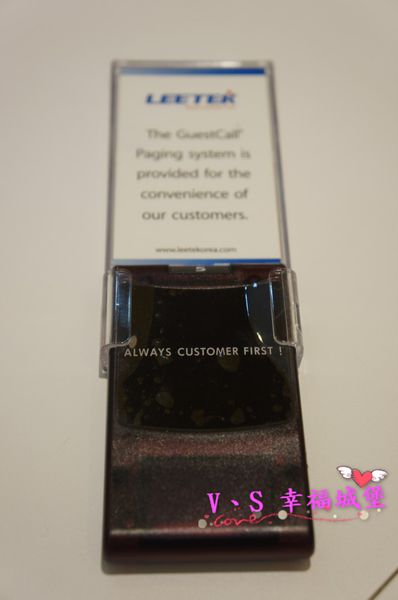 LEETEK
The GuestCall®
Paging system is
provided for the
convenience of
our customers.
www.leetekorea.com
ALWAYS CUSTOMER FIRST !
V、S 幸福城堡
Love